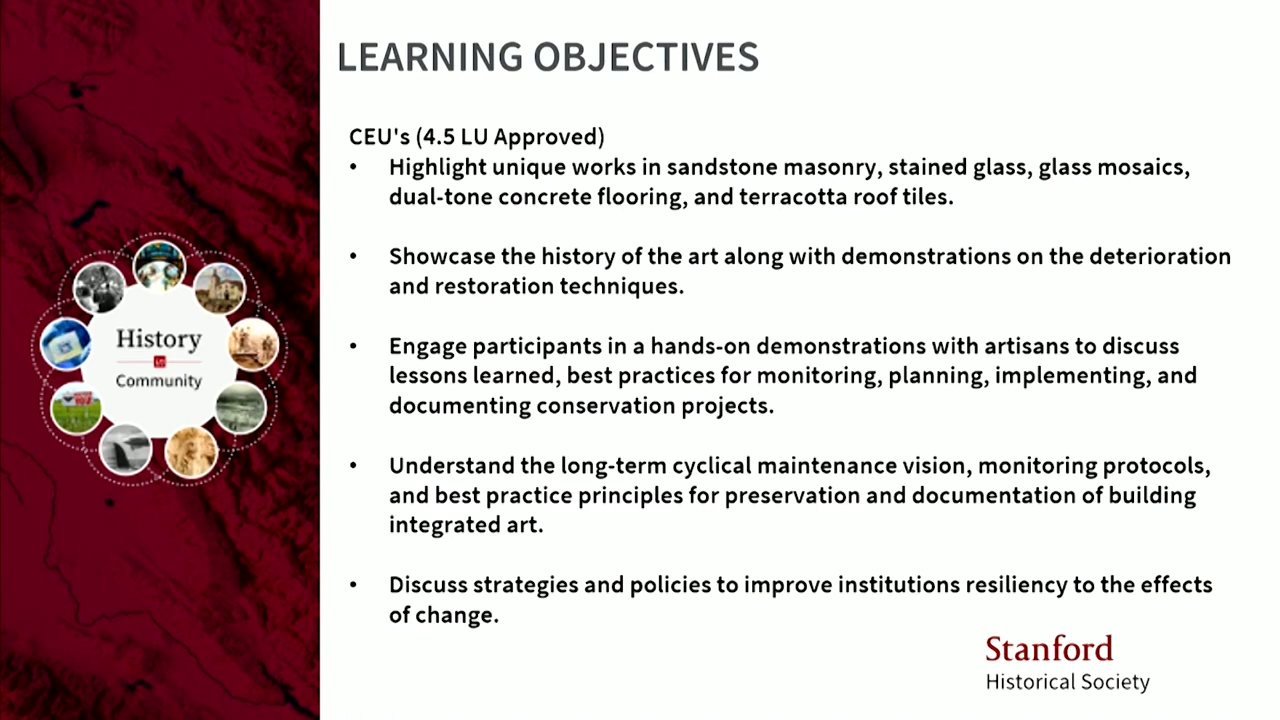 LEARNING OBJECTIVES
CEU's (4.5 LU Approved)
• Highlight unique works in sandstone masonry, stained glass, glass mosaics,
dual-tone concrete flooring, and terracotta roof tiles.
• Showcase the history of the art along with demonstrations on the deterioration
and restoration techniques.
• Engage participants in a hands-on demonstrations with artisans to discuss
lessons learned, best practices for monitoring, planning, implementing, and
documenting conservation projects.
• Understand the long-term cyclical maintenance vision, monitoring protocols,
and best practice principles for preservation and documentation of building
integrated art.
• Discuss strategies and policies to improve institutions resiliency to the effects
of change.
History
Community
Stanford
Historical Society